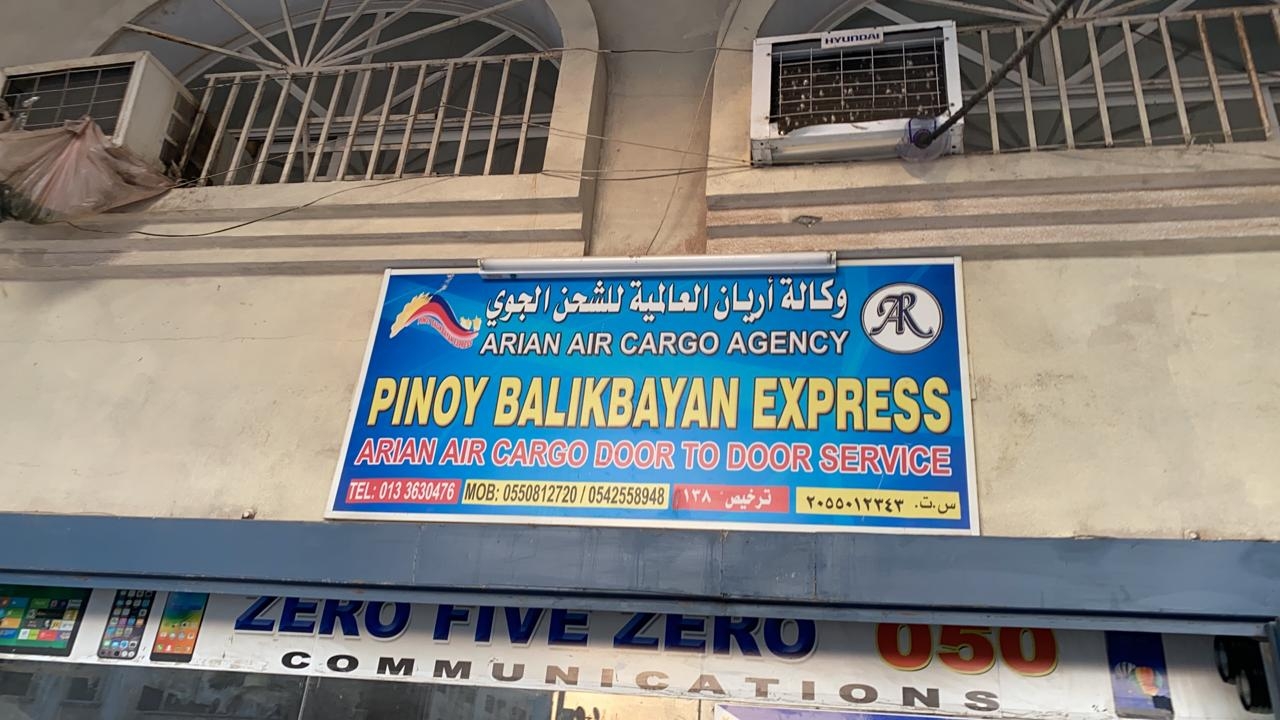 HYUNDAI
وكالة أريان العالمية للشحن الجوي
AR
ARIAN AIR CARGO AGENCY
PINOY BALIKBAYAN EXPRESS
ARIAN AIR CARGO DOOR TO DOOR SERVICE
TEL: 013 3630476 MOB: 0550812720 / 0542558948 ترخيص ١٣٨ س.ت. ٢٠٥٥٠١٢٣٤٣
ZERO FIVE ZERO 050
COMMUNICATIONS